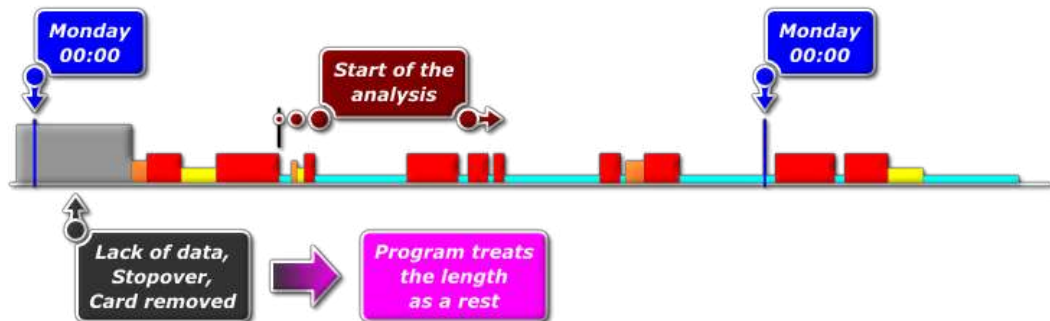 Monday
00:00
Start of the
analysis
Monday
00:00
Lack of data,
Stopover,
Card removed
Program treats
the length
as a rest